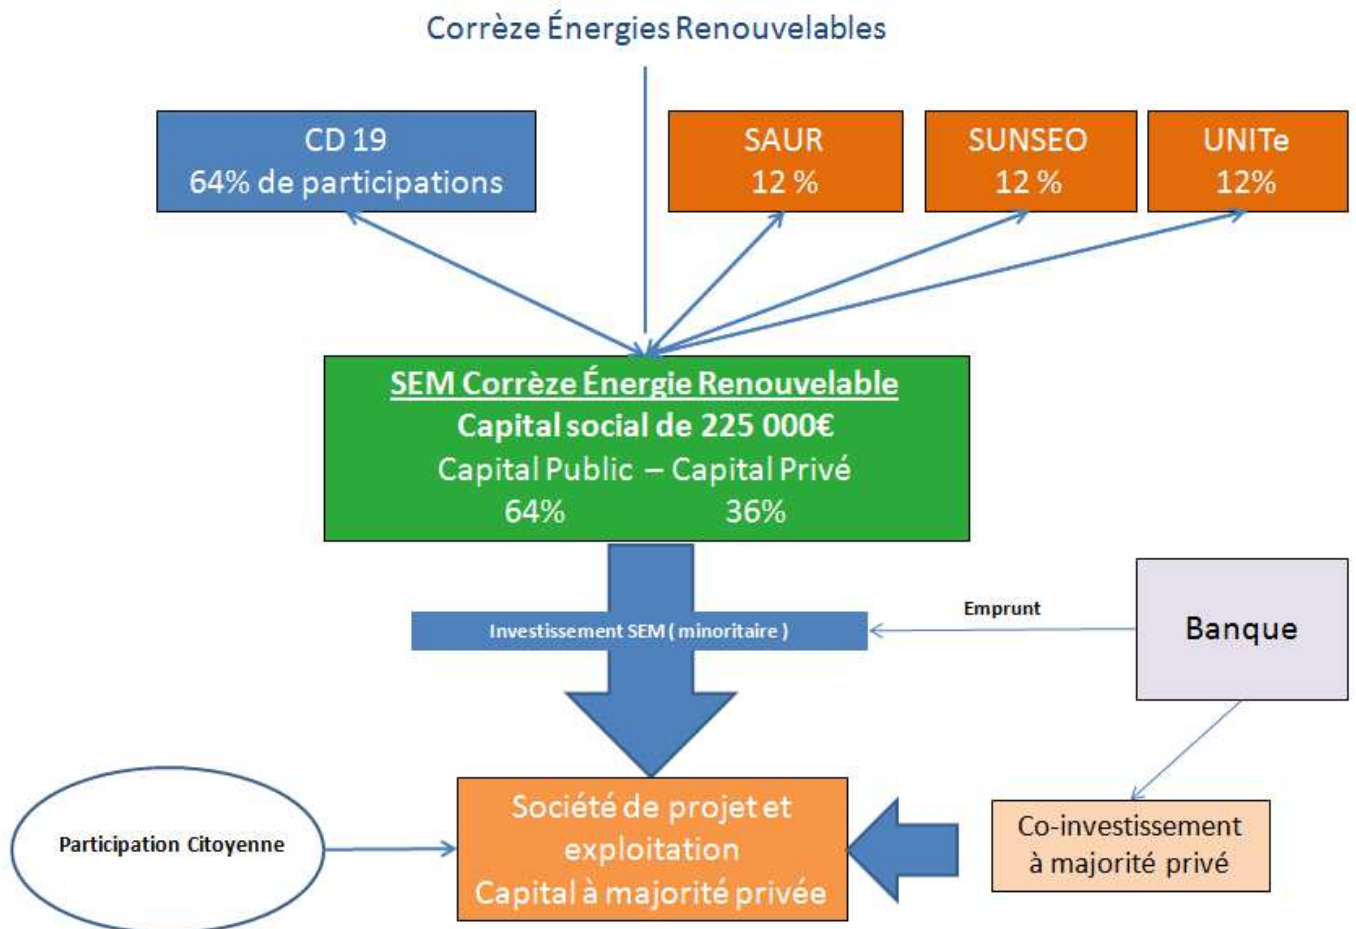 Corrèze Énergies Renouvelables
CD 19
64% de participations
SAUR
12 %
SUNSEO
12 %
UNITe
12%
SEM Corrèze Énergie Renouvelable
Capital social de 225 000€
Capital Public – Capital Privé
64% 36%
Investissement SEM ( minoritaire )
Emprunt
Banque
Participation Citoyenne
Société de projet et
exploitation
Capital à majorité privée
Co-investissement
à majorité privé